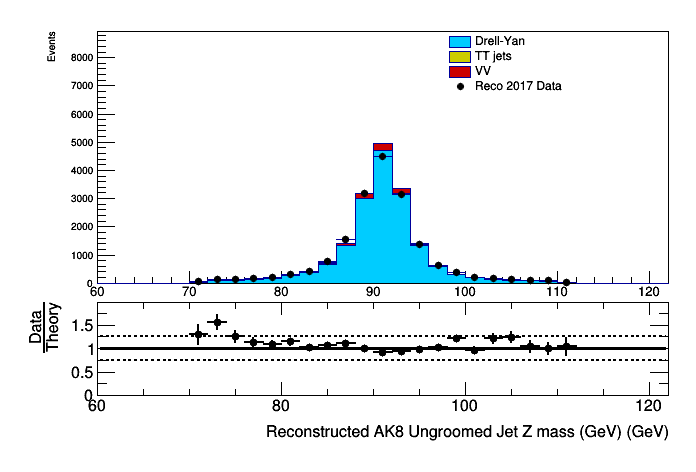 Events
8000
7000
6000
5000
4000
3000
2000
1000
0
60 70 80 90 100 110 120
Drell-Yan
TT jets
VV
Reco 2017 Data
Data
Theory
1.5
1
0.5
0
60 80 100 120
Reconstructed AK8 Ungroomed Jet Z mass (GeV) (GeV)